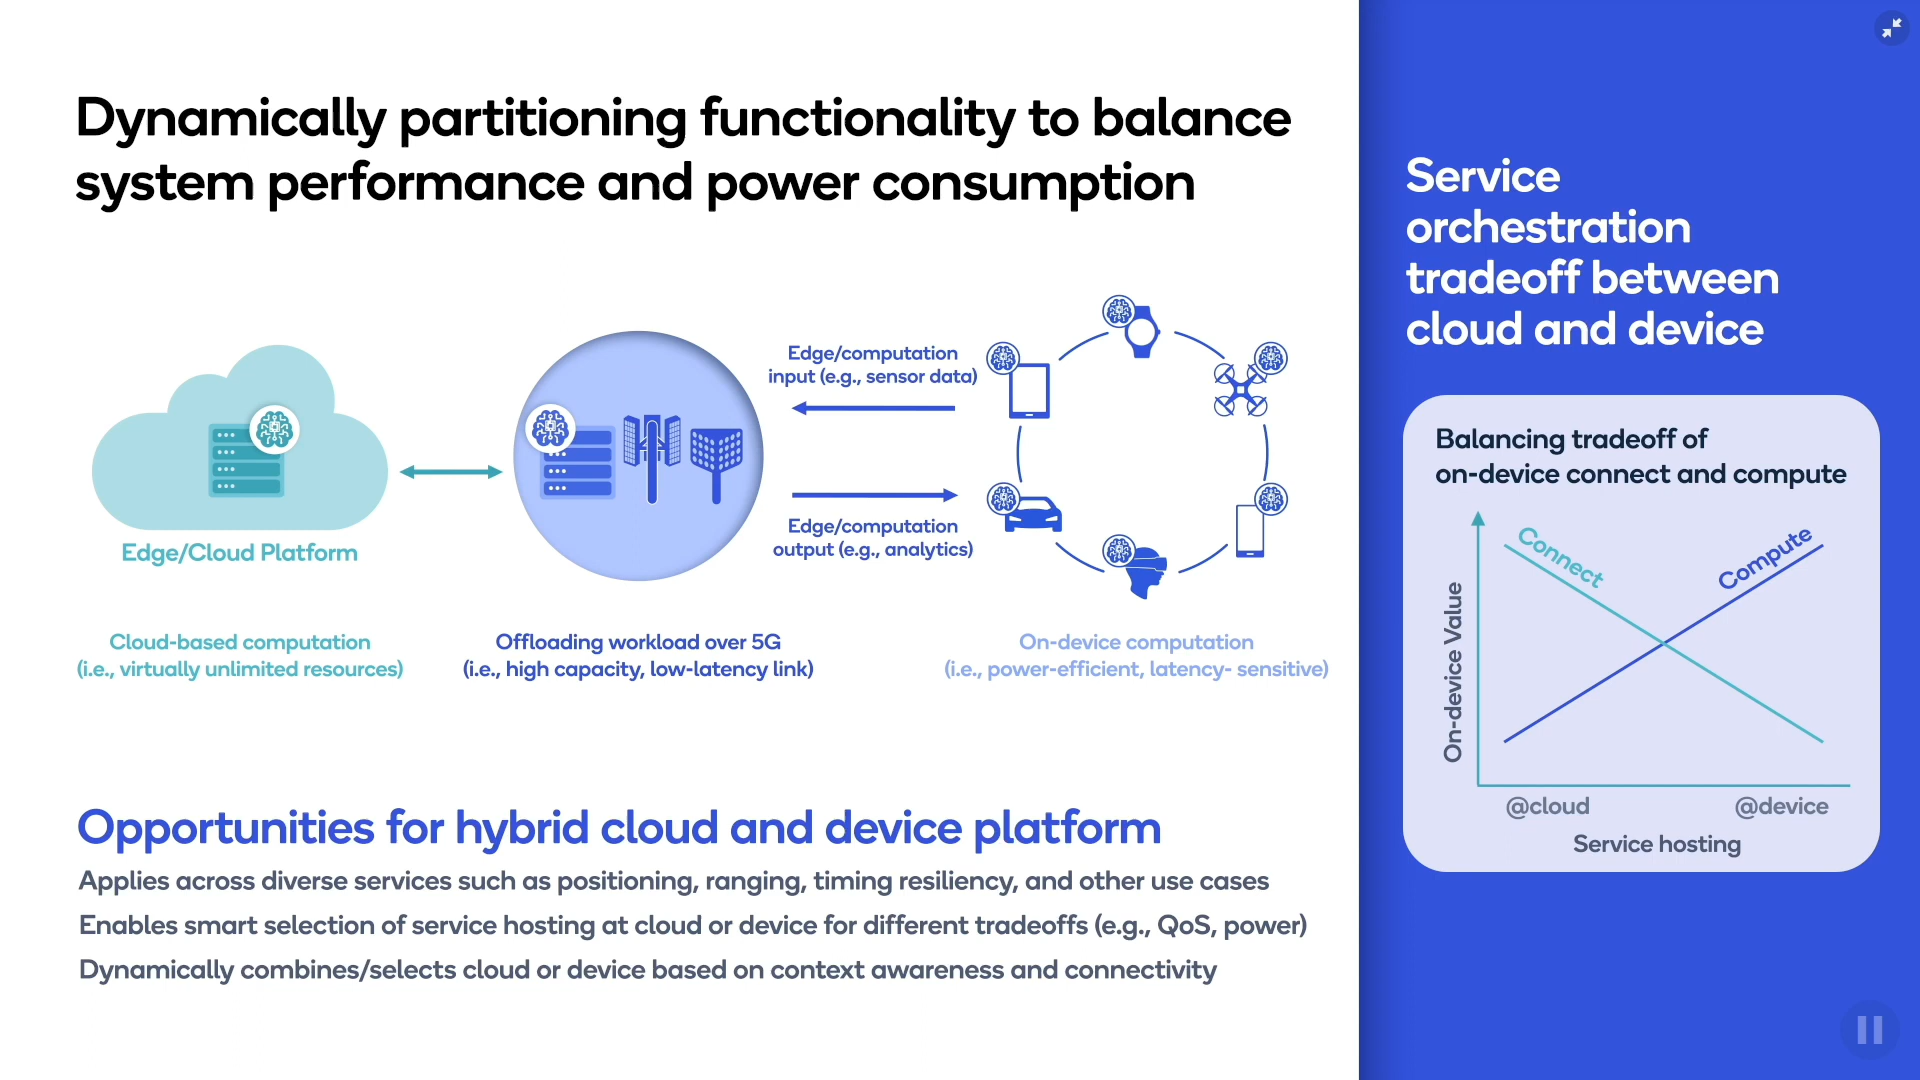 Dynamically partitioning functionality to balance
system performance and power consumption
Edge/Cloud Platform
Edge/computation
input (e.g., sensor data)
Edge/computation
output (e.g., analytics)
Cloud-based computation
(i.e., virtually unlimited resources)
Offloading workload over 5G
(i.e., high capacity, low-latency link)
On-device computation
(i.e., power-efficient, latency- sensitive)
Opportunities for hybrid cloud and device platform
Applies across diverse services such as positioning, ranging, timing resiliency, and other use cases
Enables smart selection of service hosting at cloud or device for different tradeoffs (e.g., QoS, power)
Dynamically combines/selects cloud or device based on context awareness and connectivity
Service
orchestration
tradeoff between
cloud and device
Balancing tradeoff of
on-device connect and compute
Connect
Compute
On-device Value
@cloud
@device
Service hosting